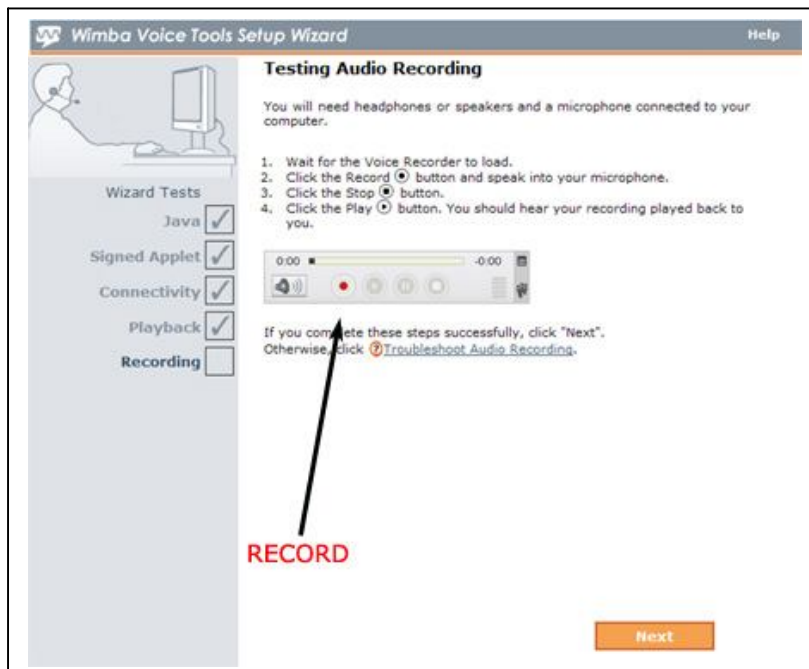 Wimba Voice Tools Setup Wizard
Help
Testing Audio Recording
You will need headphones or speakers and a microphone connected to your
computer.
1. Wait for the Voice Recorder to load.
2. Click the Record button and speak into your microphone.
3. Click the Stop button.
4. Click the Play button. You should hear your recording played back to
you.
Wizard Tests
Java
Signed Applet
Connectivity
Playback
Recording
0:00 -0:00
If you complete these steps successfully, click "Next".
Otherwise, click ? Troubleshoot Audio Recording.
RECORD
Next